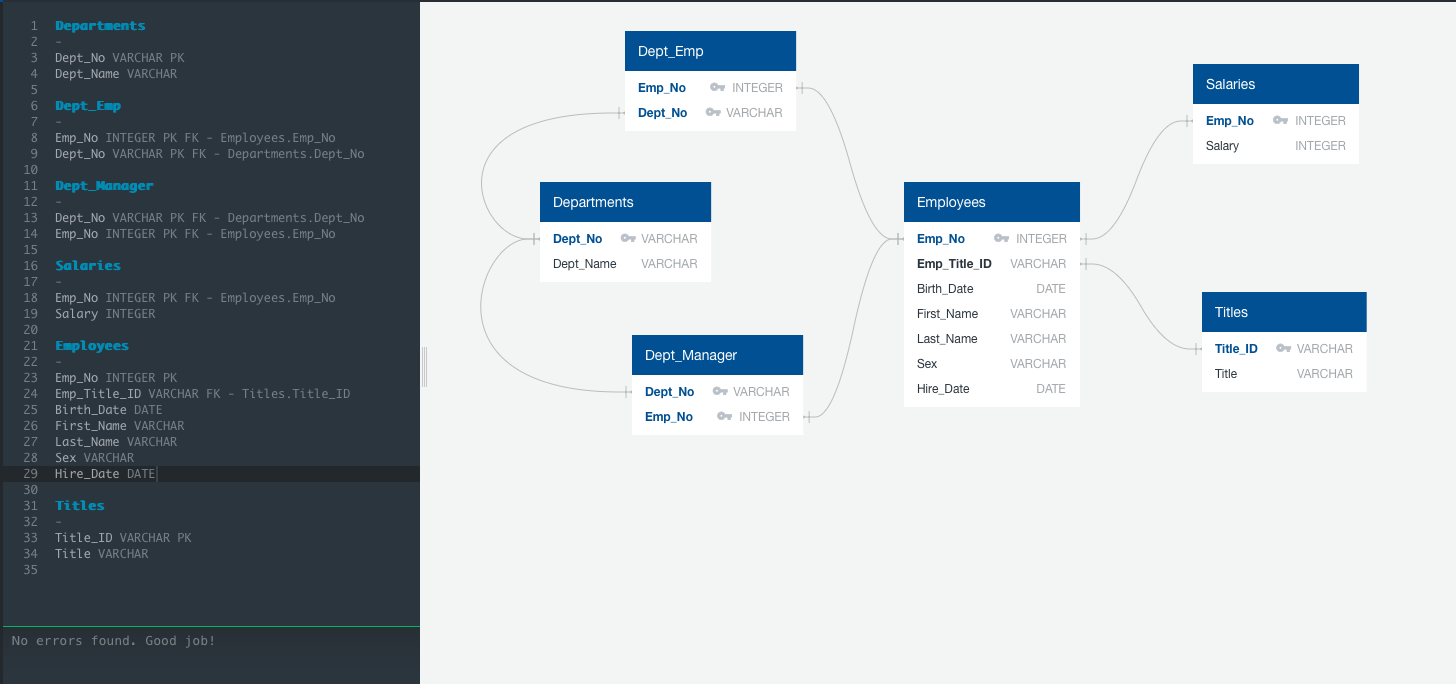 1 Departments
2 -
3 Dept_No VARCHAR PK
4 Dept_Name VARCHAR
5
6 Dept_Emp
7 -
8 Emp_No INTEGER PK FK - Employees.Emp_No
9 Dept_No VARCHAR PK FK - Departments.Dept_No
10
11 Dept_Manager
12 -
13 Dept_No VARCHAR PK FK - Departments.Dept_No
14 Emp_No INTEGER PK FK - Employees.Emp_No
15
16 Salaries
17 -
18 Emp_No INTEGER PK FK - Employees.Emp_No
19 Salary INTEGER
20
21 Employees
22 -
23 Emp_No INTEGER PK
24 Emp_Title_ID VARCHAR FK - Titles.Title_ID
25 Birth_Date DATE
26 First_Name VARCHAR
27 Last_Name VARCHAR
28 Sex VARCHAR
29 Hire_Date DATE
30
31 Titles
32 -
33 Title_ID VARCHAR PK
34 Title VARCHAR
35
No errors found. Good job!
Dept_Emp
Emp_No INTEGER
Dept_No VARCHAR
Departments
Dept_No VARCHAR
Dept_Name VARCHAR
Dept_Manager
Dept_No VARCHAR
Emp_No INTEGER
Employees
Emp_No INTEGER
Emp_Title_ID VARCHAR
Birth_Date DATE
First_Name VARCHAR
Last_Name VARCHAR
Sex VARCHAR
Hire_Date DATE
Salaries
Emp_No INTEGER
Salary INTEGER
Titles
Title_ID VARCHAR
Title VARCHAR